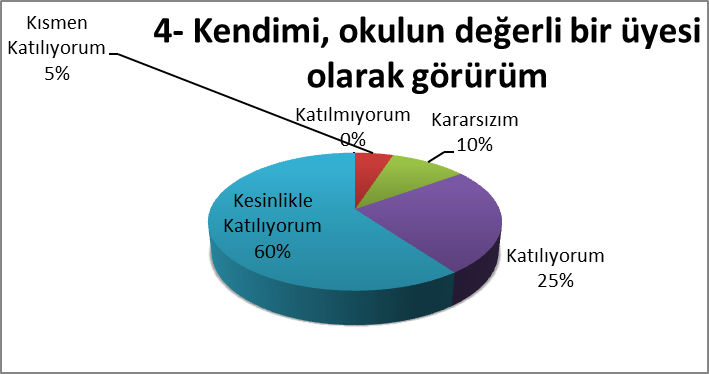 4- Kendimi, okulun değerli bir üyesi
olarak görürüm
Kısmen
Katılıyorum
5%
Katılmıyorum
0%
Kararsızım
10%
Kesinlikle
Katılıyorum
60%
Katılıyorum
25%